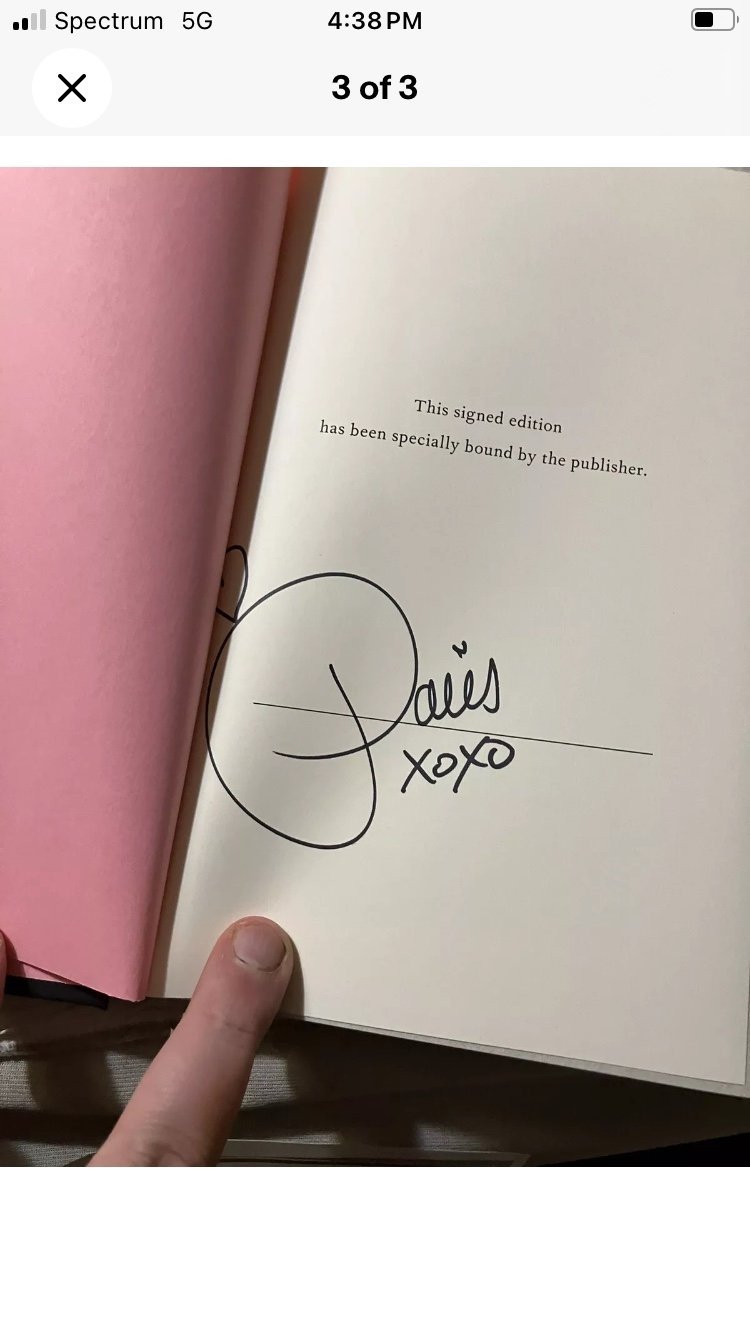 Spectrum 5G 4:38 PM
3 of 3
This signed edition
has been specially bound by the publisher.
Paris
xoxo